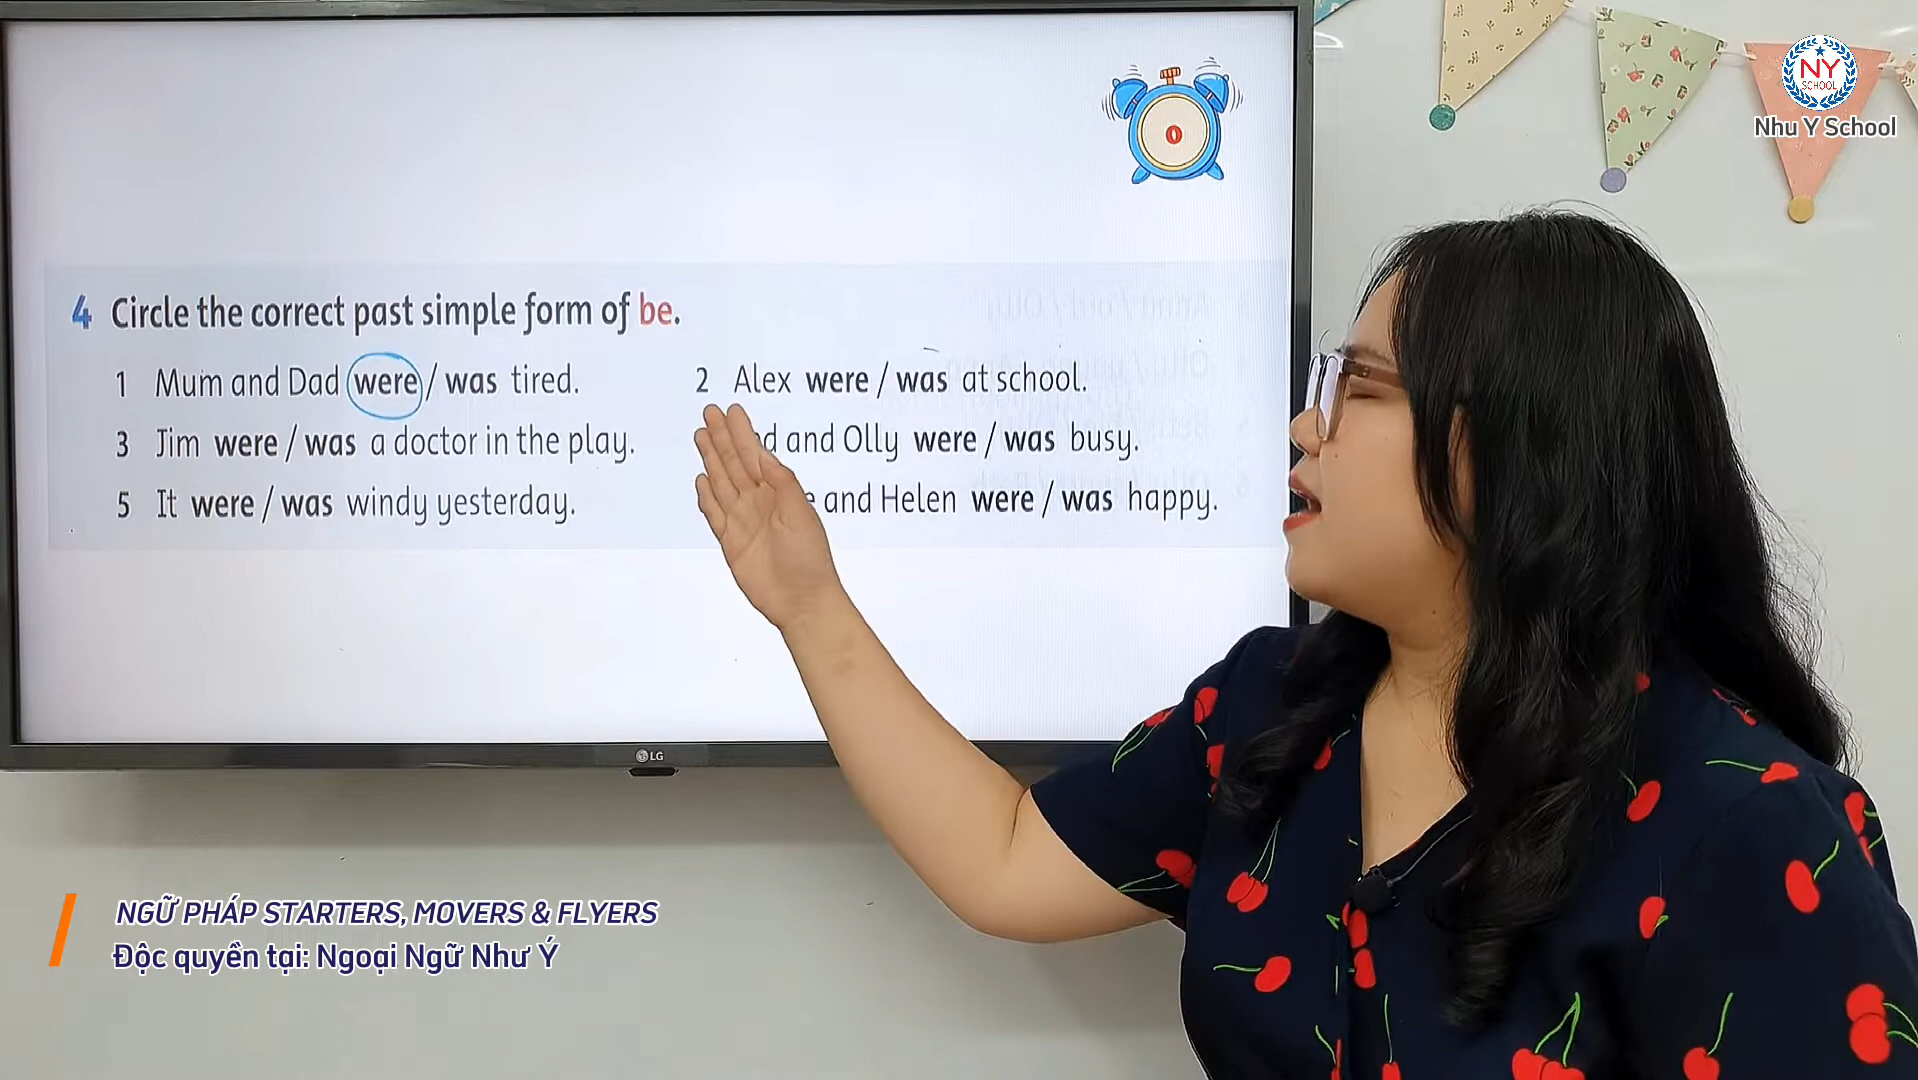 NY
SCHOOL
Nhu Y School
0
4 Circle the correct past simple form of be.
1 Mum and Dad were / was tired.
2 Alex were / was at school.
3 Jim were / was a doctor in the play.
and Olly were / was busy.
5 It were / was windy yesterday.
and Helen were / was happy.
LG
NGỮ PHÁP STARTERS, MOVERS & FLYERS
Độc quyền tại: Ngoại Ngữ Như Ý